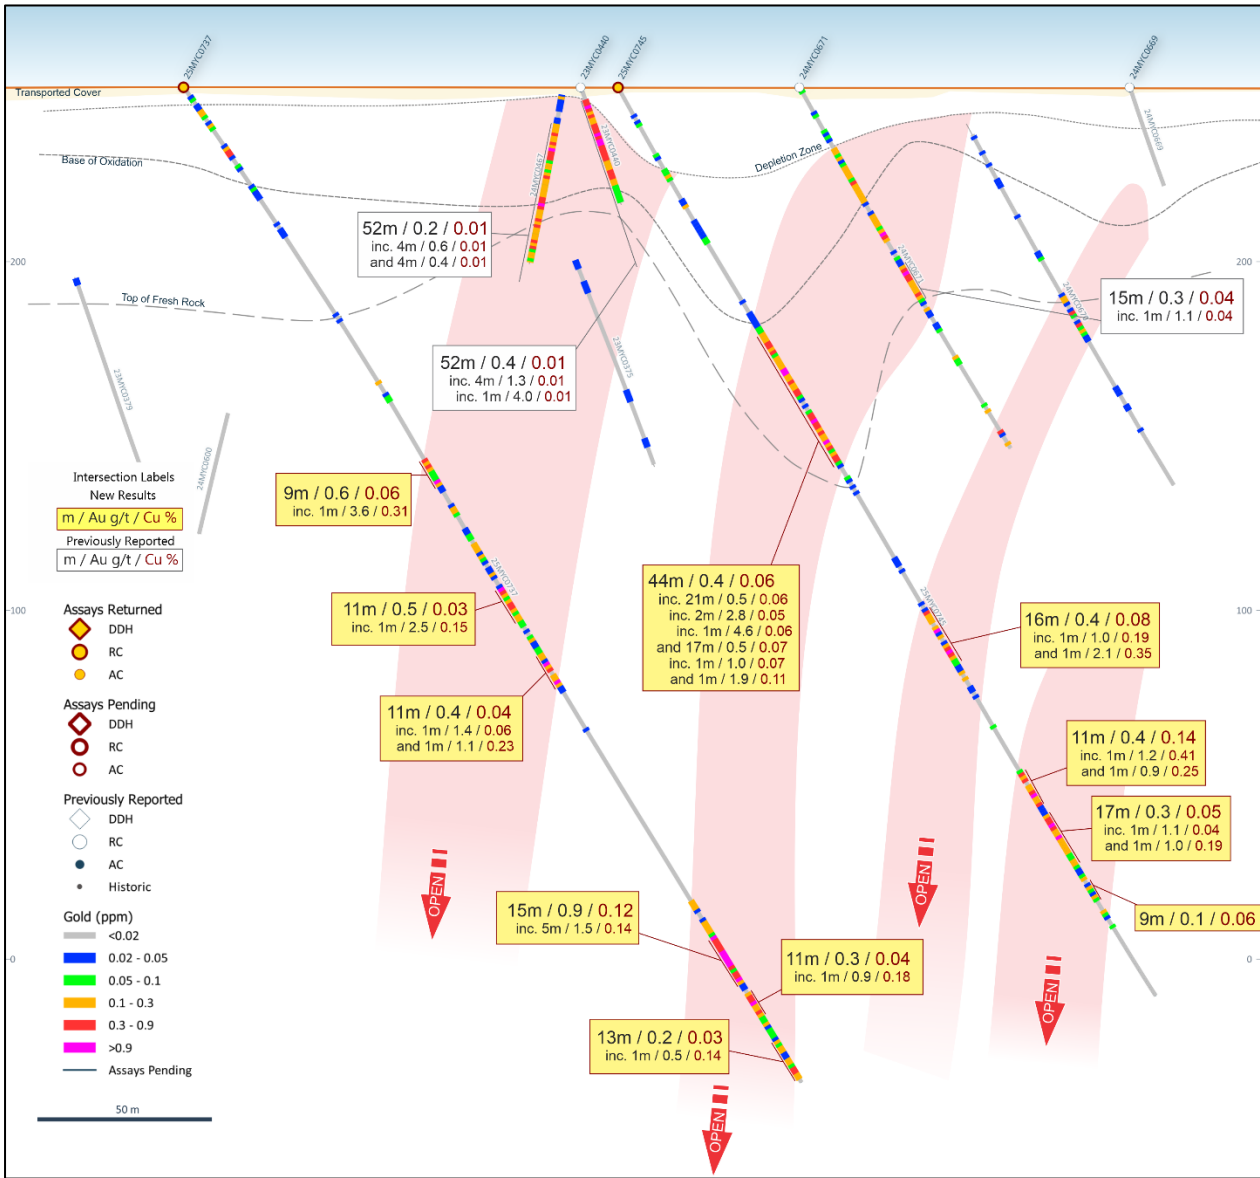 25MYC0737
23MYC0440
25MYC0745
24MYC0671
24MYC0669
Transported Cover
Base of Oxidation
Depletion Zone
Top of Fresh Rock
24MYC0467
23MYC0440
24MYC0669
24MYC0671
24MYC0670
23MYC0375
23MYC0379
24MYC0600
25MYC0737
25MYC0745
200
200
100
100
0
0
52m / 0.2 / 0.01
inc. 4m / 0.6 / 0.01
and 4m / 0.4 / 0.01
15m / 0.3 / 0.04
inc. 1m / 1.1 / 0.04
52m / 0.4 / 0.01
inc. 4m / 1.3 / 0.01
inc. 1m / 4.0 / 0.01
9m / 0.6 / 0.06
inc. 1m / 3.6 / 0.31
11m / 0.5 / 0.03
inc. 1m / 2.5 / 0.15
44m / 0.4 / 0.06
inc. 21m / 0.5 / 0.06
inc. 2m / 2.8 / 0.05
inc. 1m / 4.6 / 0.06
and 17m / 0.5 / 0.07
inc. 1m / 1.0 / 0.07
and 1m / 1.9 / 0.11
16m / 0.4 / 0.08
inc. 1m / 1.0 / 0.19
and 1m / 2.1 / 0.35
11m / 0.4 / 0.04
inc. 1m / 1.4 / 0.06
and 1m / 1.1 / 0.23
11m / 0.4 / 0.14
inc. 1m / 1.2 / 0.41
and 1m / 0.9 / 0.25
17m / 0.3 / 0.05
inc. 1m / 1.1 / 0.04
and 1m / 1.0 / 0.19
9m / 0.1 / 0.06
15m / 0.9 / 0.12
inc. 5m / 1.5 / 0.14
11m / 0.3 / 0.04
inc. 1m / 0.9 / 0.18
13m / 0.2 / 0.03
inc. 1m / 0.5 / 0.14
OPEN
OPEN
OPEN
OPEN
Intersection Labels
New Results
m / Au g/t / Cu %
Previously Reported
m / Au g/t / Cu %
Assays Returned
DDH
RC
AC
Assays Pending
DDH
RC
AC
Previously Reported
DDH
RC
AC
Historic
Gold (ppm)
<0.02
0.02 - 0.05
0.05 - 0.1
0.1 - 0.3
0.3 - 0.9
>0.9
Assays Pending
50 m